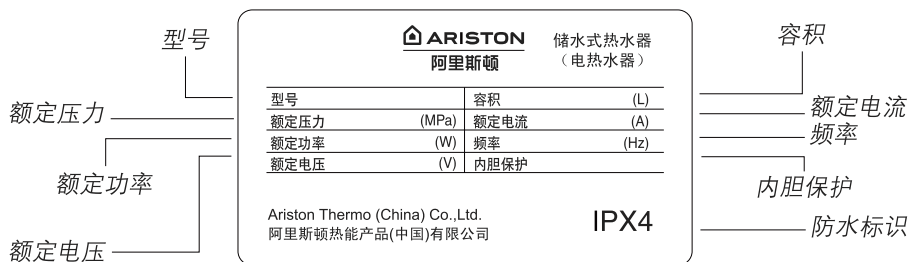 型号
额定压力
额定功率
额定电压
ARISTON
阿里斯顿
储水式热水器
（电热水器）
型号 容积 (L)
额定压力 (MPa) 额定电流 (A)
额定功率 (W) 频率 (Hz)
额定电压 (V) 内胆保护
Ariston Thermo (China) Co.,Ltd.
阿里斯顿热能产品(中国)有限公司
IPX4
容积
额定电流
频率
内胆保护
防水标识